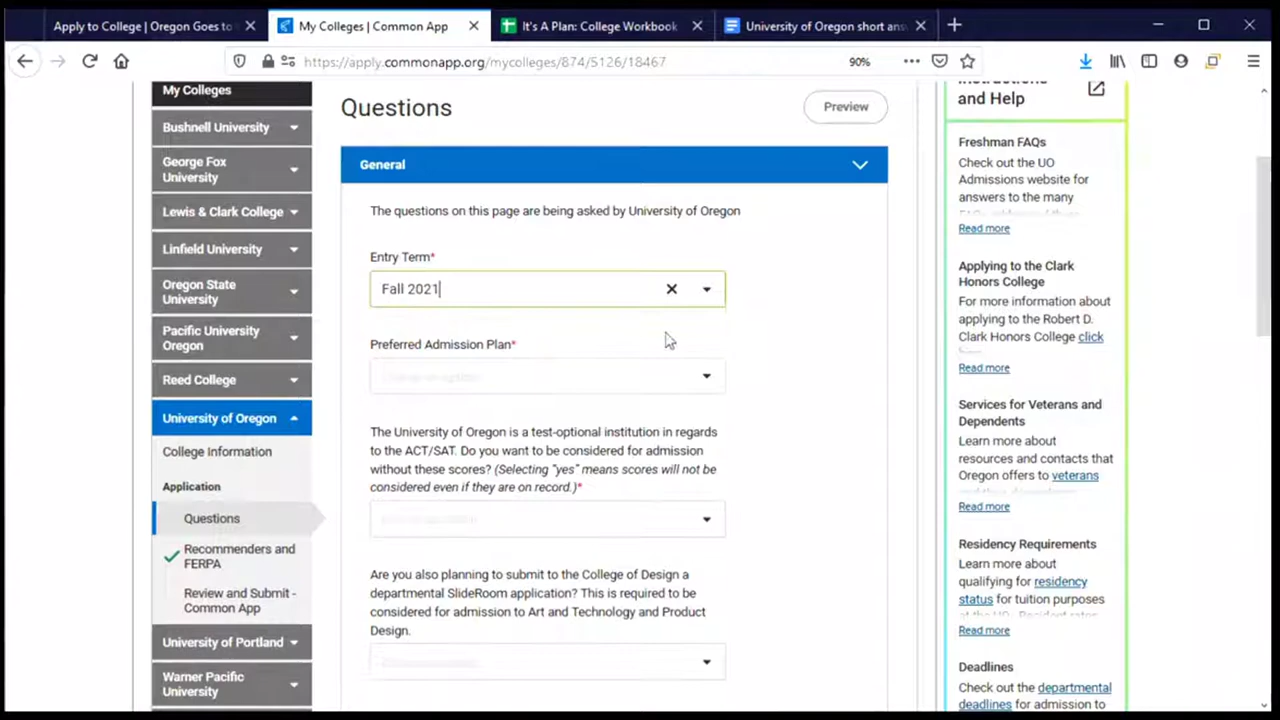 Apply to College | Oregon Goes to
My Colleges | Common App
It's A Plan: College Workbook
University of Oregon short ans
https://apply.commonapp.org/mycolleges/874/5126/18467
90%
My Colleges
Bushnell University
George Fox
University
Lewis & Clark College
Linfield University
Oregon State
University
Pacific University
Oregon
Reed College
University of Oregon
College Information
Application
Questions
Recommenders and
FERPA
Review and Submit -
Common App
University of Portland
Warner Pacific
University
Questions
Preview
General
The questions on this page are being asked by University of Oregon
Entry Term*
Fall 2021
Preferred Admission Plan*
The University of Oregon is a test-optional institution in regards
to the ACT/SAT. Do you want to be considered for admission
without these scores? (Selecting "yes" means scores will not be
considered even if they are on record.)*
Are you also planning to submit to the College of Design a
departmental SlideRoom application? This is required to be
considered for admission to Art and Technology and Product
Design.
and Help
Freshman FAQs
Check out the UO
Admissions website for
answers to the many
Read more
Applying to the Clark
Honors College
For more information about
applying to the Robert D.
Clark Honors College click
Read more
Services for Veterans and
Dependents
Learn more about
resources and contacts that
Oregon offers to veterans
Read more
Residency Requirements
Learn more about
qualifying for residency
status for tuition purposes
Read more
Deadlines
Check out the departmental
deadlines for admission to